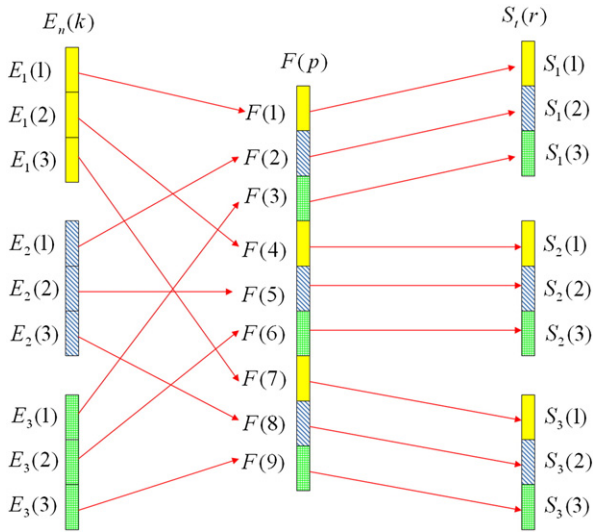 E_n(k)
E_1(1)
E_1(2)
E_1(3)
E_2(1)
E_2(2)
E_2(3)
E_3(1)
E_3(2)
E_3(3)
F(p)
F(1)
F(2)
F(3)
F(4)
F(5)
F(6)
F(7)
F(8)
F(9)
S_t(r)
S_1(1)
S_1(2)
S_1(3)
S_2(1)
S_2(2)
S_2(3)
S_3(1)
S_3(2)
S_3(3)